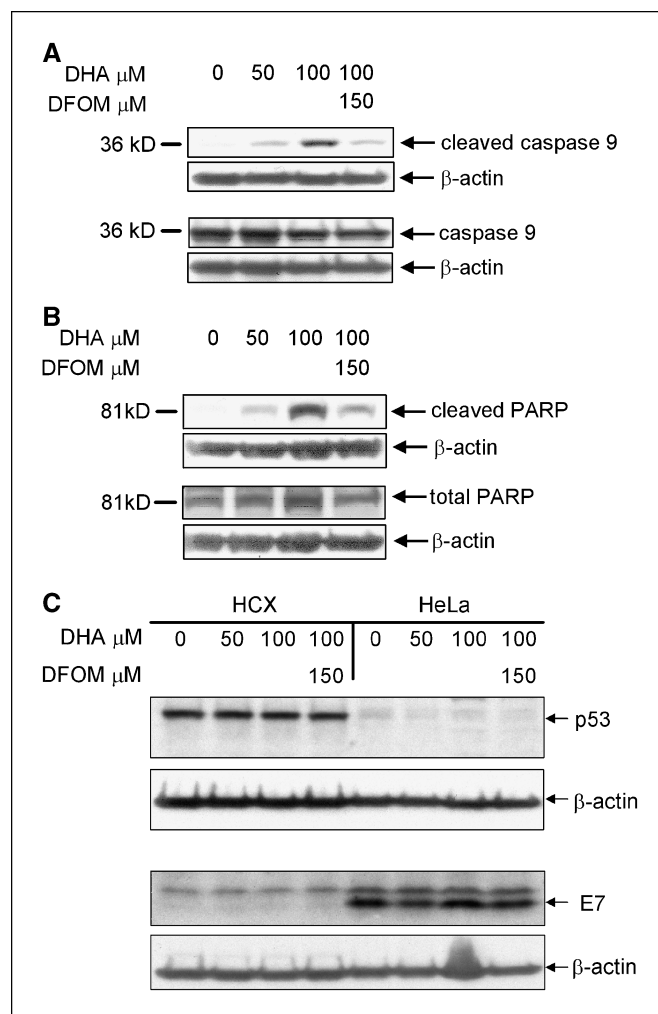 A
DHA μM 0 50 100 100
DFOM μM 150
36 kD cleaved caspase 9
β-actin
36 kD caspase 9
β-actin
B
DHA μM 0 50 100 100
DFOM μM 150
81kD cleaved PARP
β-actin
81kD total PARP
β-actin
C
HCX HeLa
DHA μM 0 50 100 100 0 50 100 100
DFOM μM 150 150
p53
β-actin
E7
β-actin